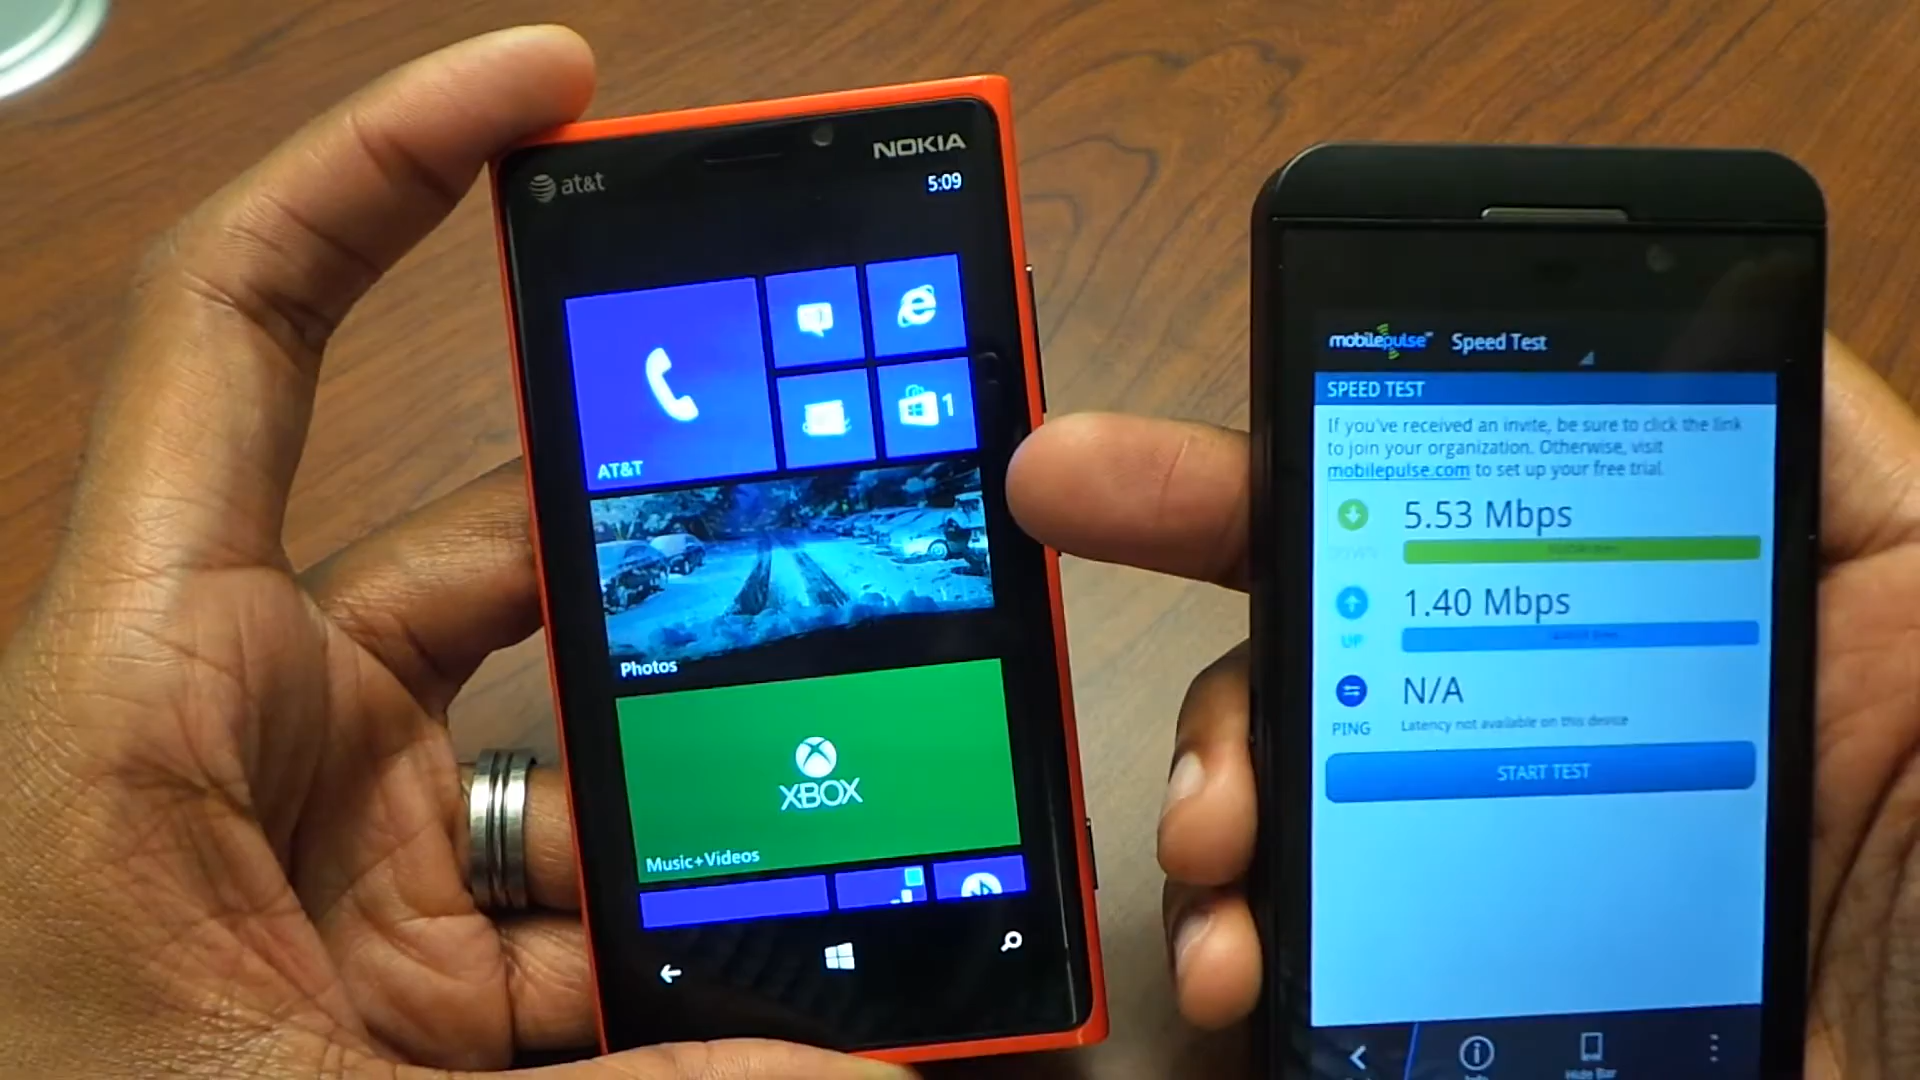 at&t
NOKIA
5:09
1
AT&T
Photos
XBOX
Music+Videos
mobilepulse Speed Test
SPEED TEST
If you've received an invite, be sure to click the link
to join your organization. Otherwise, visit
mobilepulse.com to set up your free trial.
5.53 Mbps
DOWN
1.40 Mbps
UP
N/A
PING
Latency not available on this device
START TEST
Hide Bar